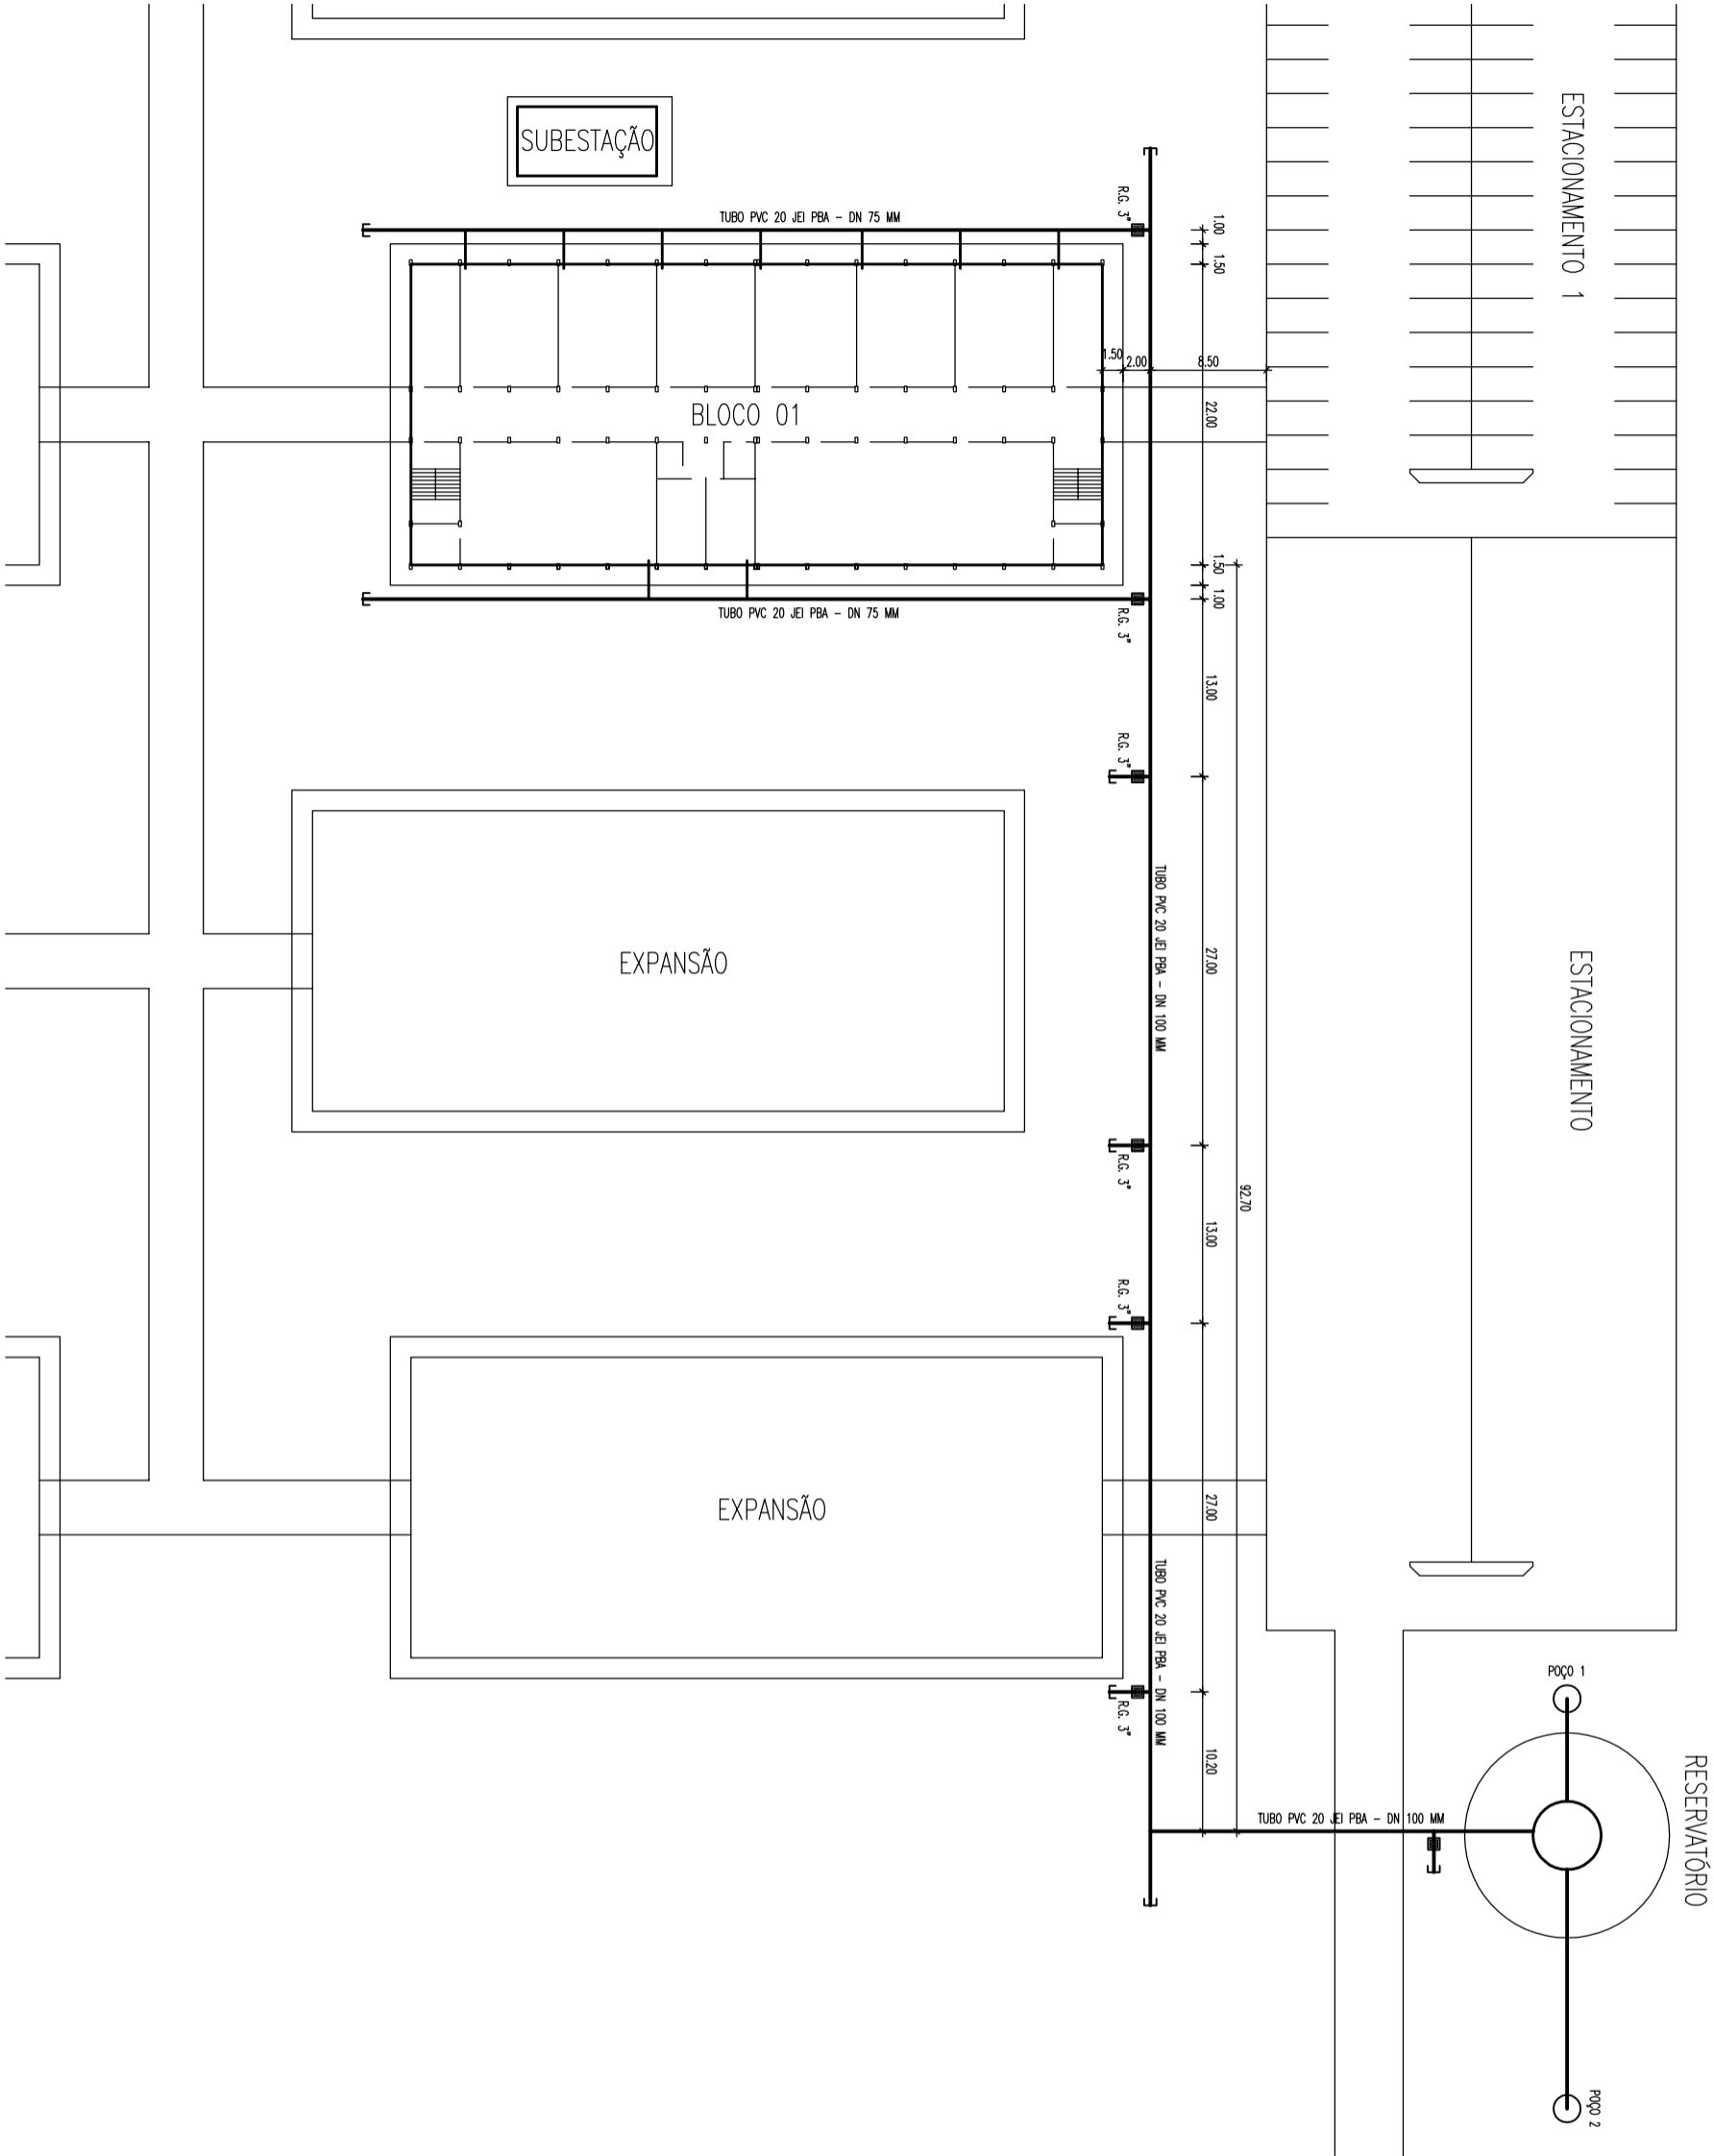 ESTACIONAMENTO 1
SUBESTAÇÃO
R.G. 3"
TUBO PVC 20 JEI PBA - DN 75 MM
1.00
1.50
1.50
2.00
8.50
BLOCO 01
22.00
1.50
1.00
TUBO PVC 20 JEI PBA - DN 75 MM
R.G. 3"
13.00
R.G. 3"
TUBO PVC 20 JEI PBA - DN 100 MM
27.00
EXPANSÃO
ESTACIONAMENTO
R.G. 3"
92.70
13.00
R.G. 3"
27.00
EXPANSÃO
TUBO PVC 20 JEI PBA - DN 100 MM
POÇO 1
R.G. 3"
10.20
RESERVATÓRIO
TUBO PVC 20 JEI PBA - DN 100 MM
POÇO 2